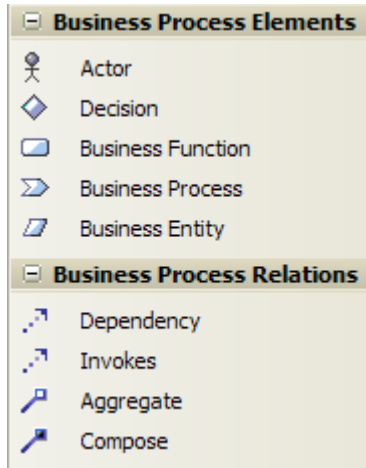 Business Process Elements
Actor
Decision
Business Function
Business Process
Business Entity
Business Process Relations
Dependency
Invokes
Aggregate
Compose